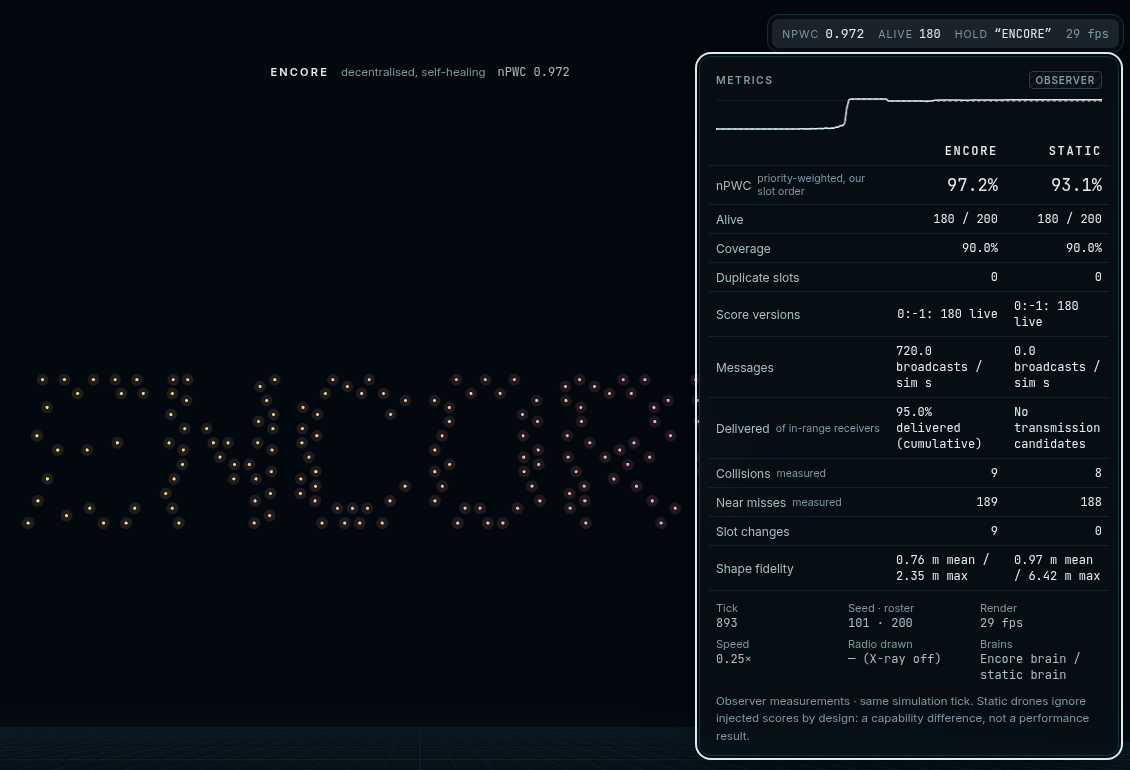 NPWC 0.972 ALIVE 180 HOLD “ENCORE” 29 fps
ENCORE decentralised, self-healing nPWC 0.972
METRICS OBSERVER
ENCORE STATIC
nPWC priority-weighted, our slot order 97.2% 93.1%
Alive 180 / 200 180 / 200
Coverage 90.0% 90.0%
Duplicate slots 0 0
Score versions 0:-1: 180 live 0:-1: 180 live
Messages 720.0 broadcasts / sim s 0.0 broadcasts / sim s
Delivered of in-range receivers 95.0% delivered (cumulative) No transmission candidates
Collisions measured 9 8
Near misses measured 189 188
Slot changes 9 0
Shape fidelity 0.76 m mean / 2.35 m max 0.97 m mean / 6.42 m max
Tick Seed · roster Render
893 101 · 200 29 fps
Speed Radio drawn Brains
0.25× — (X-ray off) Encore brain / static brain
Observer measurements · same simulation tick. Static drones ignore
injected scores by design: a capability difference, not a performance
result.
ENCOR